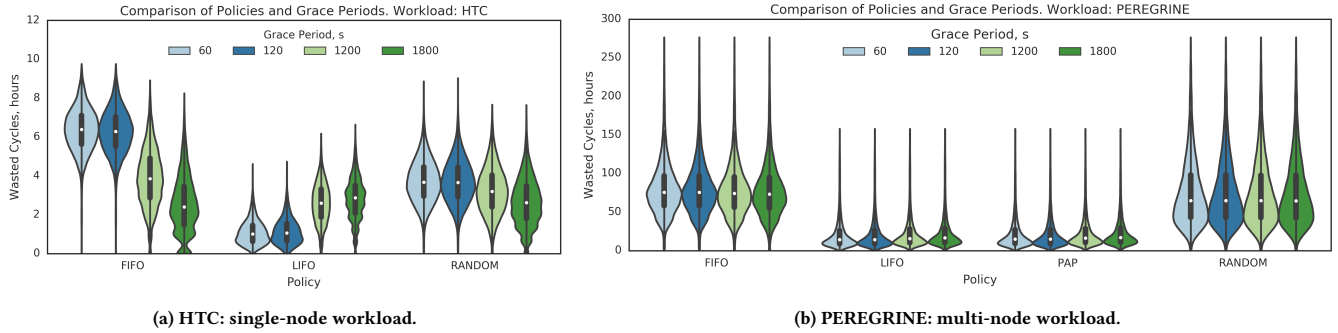 Comparison of Policies and Grace Periods. Workload: HTC
12
10
8
6
4
2
0
Wasted Cycles, hours
Grace Period, s
60 120 1200 1800
FIFO LIFO RANDOM
Policy
(a) HTC: single-node workload.
Comparison of Policies and Grace Periods. Workload: PEREGRINE
300
250
200
150
100
50
0
Wasted Cycles, hours
Grace Period, s
60 120 1200 1800
FIFO LIFO PAP RANDOM
Policy
(b) PEREGRINE: multi-node workload.